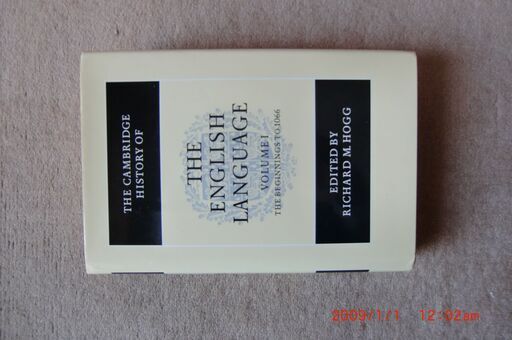 THE CAMBRIDGE
HISTORY OF
THE
ENGLISH
LANGUAGE
VOLUME I
THE BEGINNINGS TO 1066
EDITED BY
RICHARD M. HOGG
2009/1/1 12:02am